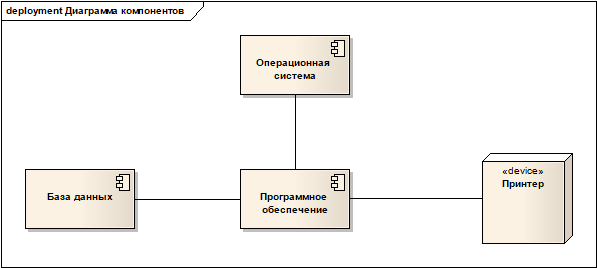 deployment Диаграмма компонентов
Операционная
система
База данных
Программное
обеспечение
«device»
Принтер